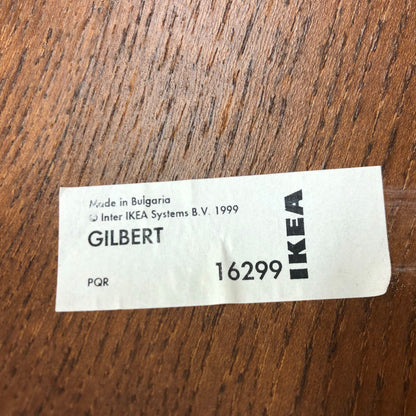 Made in Bulgaria
© Inter IKEA Systems B.V. 1999
GILBERT
PQR
16299
IKEA